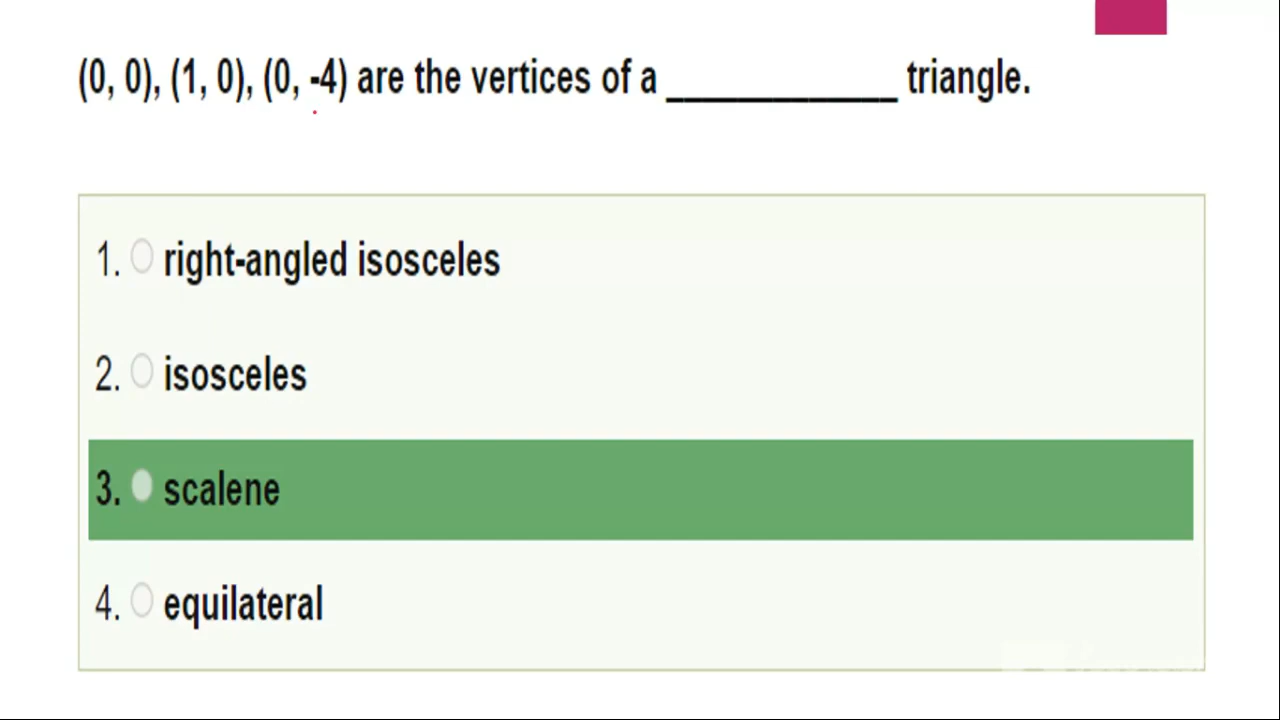 (0, 0), (1, 0), (0, -4) are the vertices of a _____________ triangle.
1. right-angled isosceles
2. isosceles
3. scalene
4. equilateral